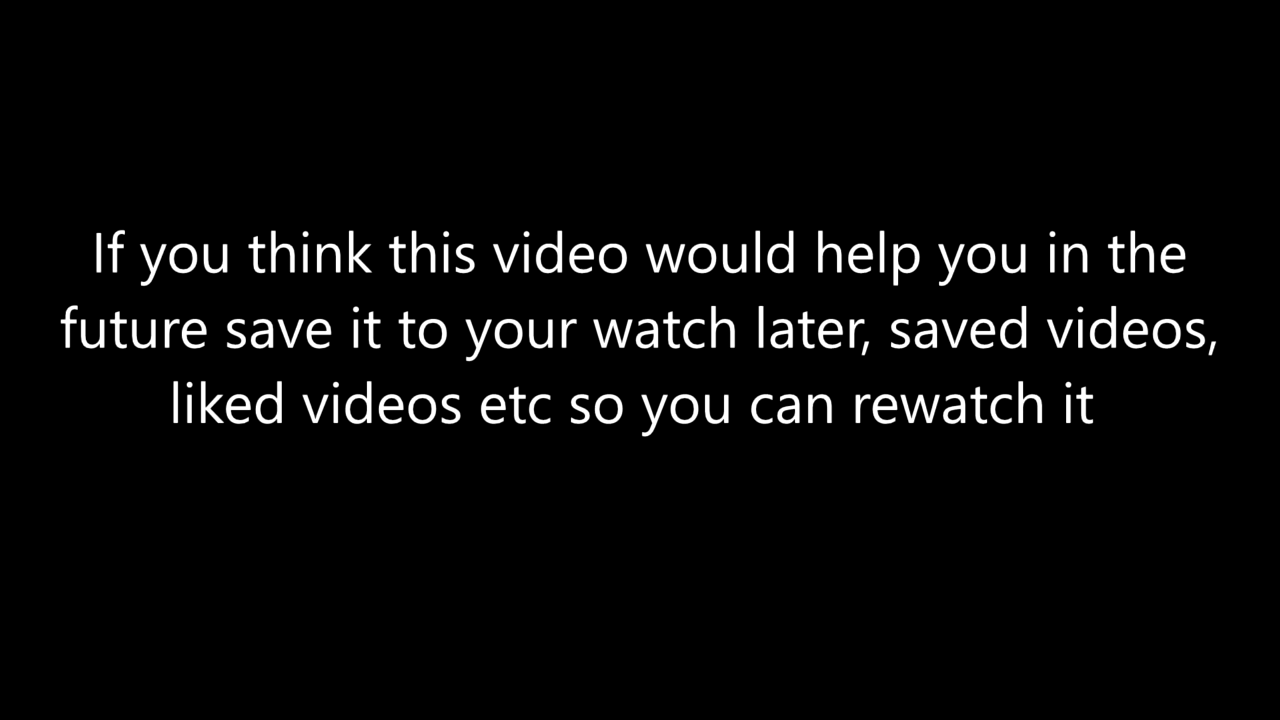 If you think this video would help you in the
future save it to your watch later, saved videos,
liked videos etc so you can rewatch it